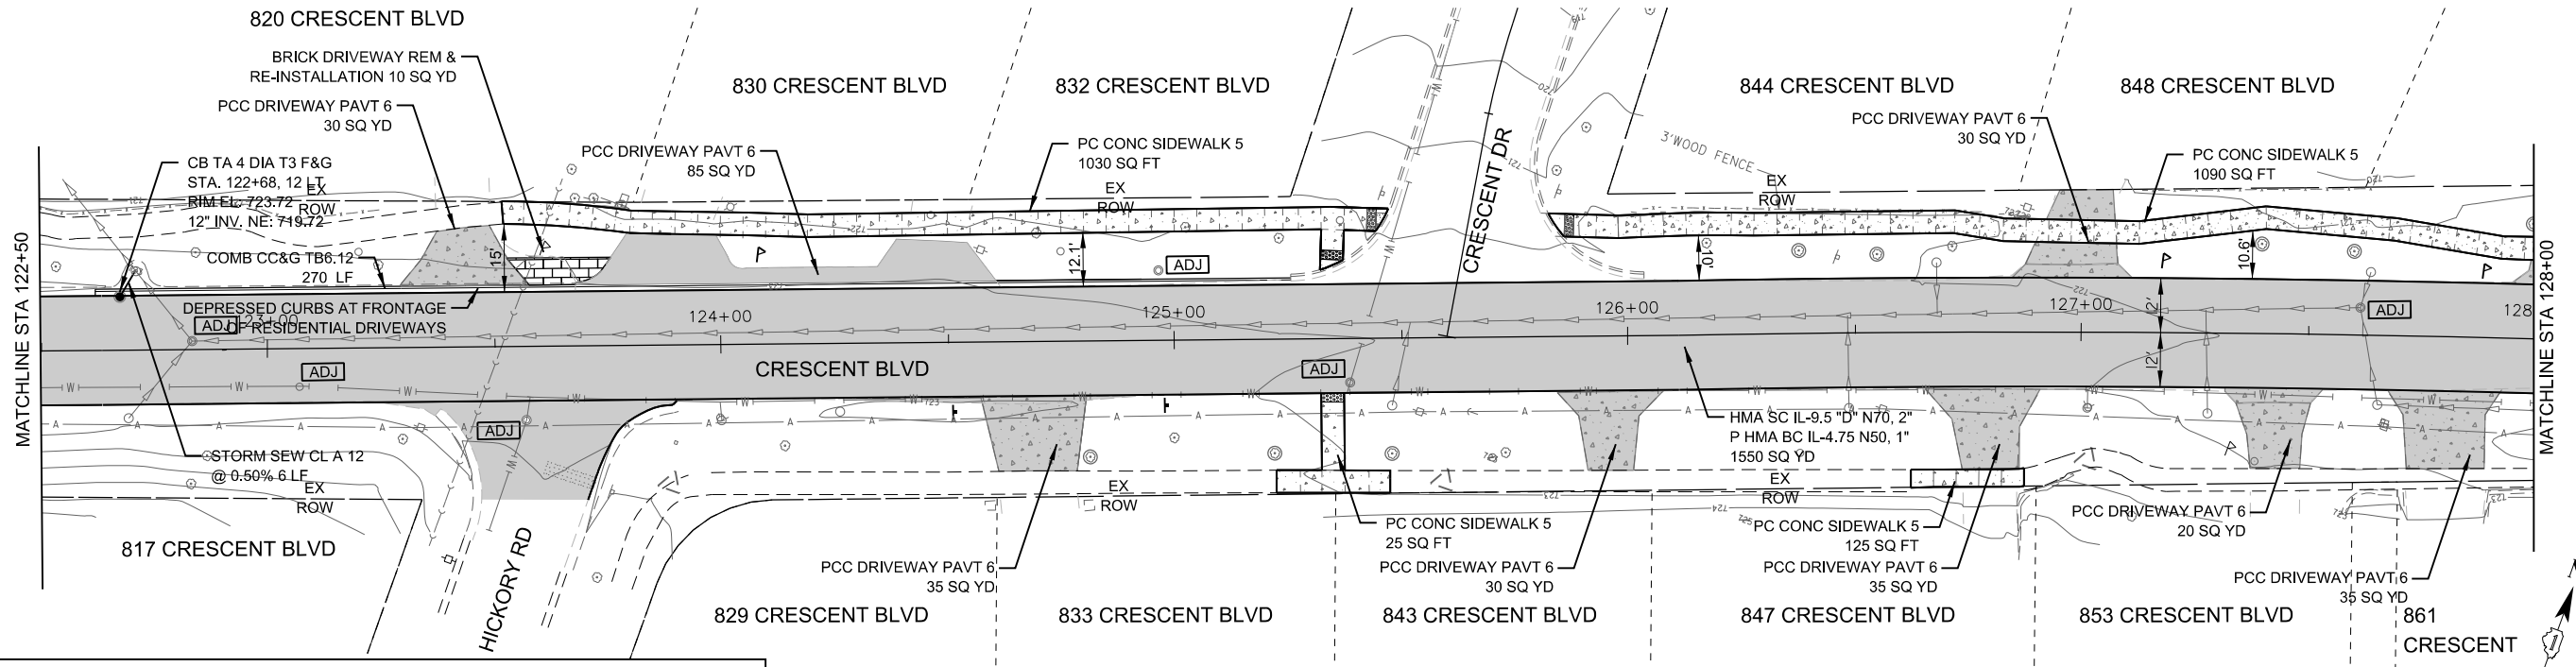 820 CRESCENT BLVD
BRICK DRIVEWAY REM &
RE-INSTALLATION 10 SQ YD
PCC DRIVEWAY PAVT 6
30 SQ YD
CB TA 4 DIA T3 F&G
STA. 122+68, 12 LT
RIM EL: 723.72
12" INV. NE: 719.72
EX
ROW
COMB CC&G TB6.12
270 LF
DEPRESSED CURBS AT FRONTAGE
OF RESIDENTIAL DRIVEWAYS
830 CRESCENT BLVD
832 CRESCENT BLVD
PCC DRIVEWAY PAVT 6
85 SQ YD
PC CONC SIDEWALK 5
1030 SQ FT
EX
ROW
15'
12.1'
ADJ
CRESCENT DR
844 CRESCENT BLVD
848 CRESCENT BLVD
3'WOOD FENCE
PCC DRIVEWAY PAVT 6
30 SQ YD
PC CONC SIDEWALK 5
1090 SQ FT
EX
ROW
10'
10.6'
MATCHLINE STA 122+50
ADJ
123+00
124+00
125+00
126+00
127+00
128
12'
12'
ADJ
ADJ
CRESCENT BLVD
ADJ
ADJ
MATCHLINE STA 128+00
HMA SC IL-9.5 "D" N70, 2"
P HMA BC IL-4.75 N50, 1"
1550 SQ YD
STORM SEW CL A 12
@ 0.50% 6 LF
EX
ROW
EX
ROW
EX
ROW
817 CRESCENT BLVD
HICKORY RD
PCC DRIVEWAY PAVT 6
35 SQ YD
PC CONC SIDEWALK 5
25 SQ FT
PCC DRIVEWAY PAVT 6
30 SQ YD
PC CONC SIDEWALK 5
125 SQ FT
PCC DRIVEWAY PAVT 6
35 SQ YD
PCC DRIVEWAY PAVT 6
20 SQ YD
PCC DRIVEWAY PAVT 6
35 SQ YD
829 CRESCENT BLVD
833 CRESCENT BLVD
843 CRESCENT BLVD
847 CRESCENT BLVD
853 CRESCENT BLVD
861
CRESCENT